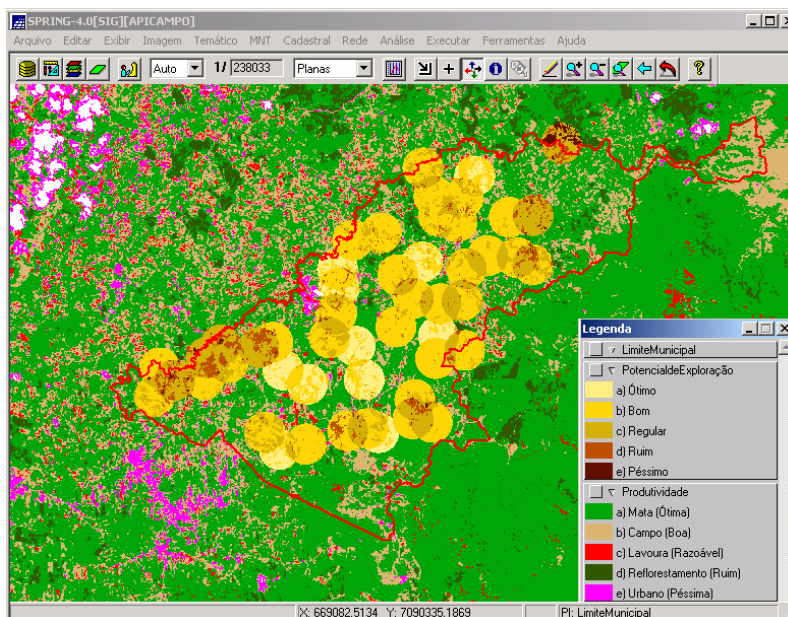 SPRING-4.0[SIG][APICAMPO]
Arquivo Editar Exibir Imagem Temático MNT Cadastral Rede Análise Executar Ferramentas Ajuda
Auto 1/ 238033 Planas
Legenda
LimiteMunicipal
PotencialdeExploração
a) Ótimo
b) Bom
c) Regular
d) Ruim
e) Péssimo
Produtividade
a) Mata (Ótima)
b) Campo (Boa)
c) Lavoura (Razoável)
d) Reflorestamento (Ruim)
e) Urbano (Péssima)
X: 669082.5134 Y: 7090335.1869 PI: LimiteMunicipal